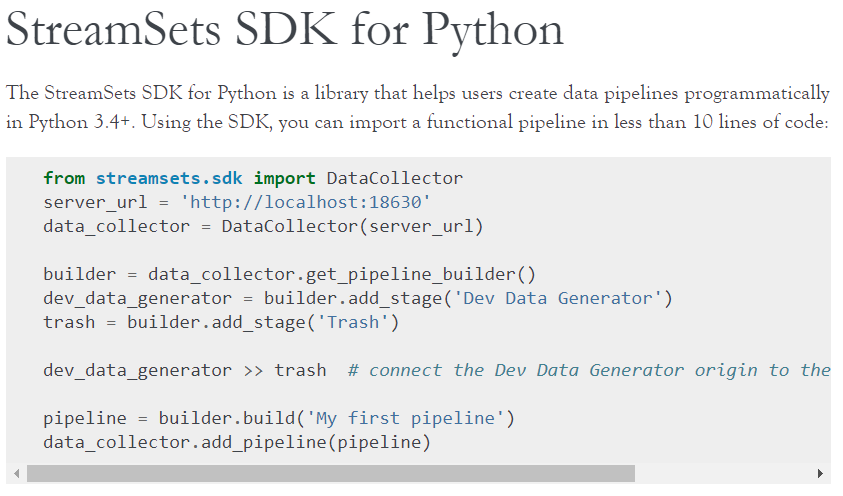 StreamSets SDK for Python
The StreamSets SDK for Python is a library that helps users create data pipelines programmatically
in Python 3.4+. Using the SDK, you can import a functional pipeline in less than 10 lines of code:
from streamsets.sdk import DataCollector
server_url = 'http://localhost:18630'
data_collector = DataCollector(server_url)
builder = data_collector.get_pipeline_builder()
dev_data_generator = builder.add_stage('Dev Data Generator')
trash = builder.add_stage('Trash')
dev_data_generator >> trash  # connect the Dev Data Generator origin to the
pipeline = builder.build('My first pipeline')
data_collector.add_pipeline(pipeline)